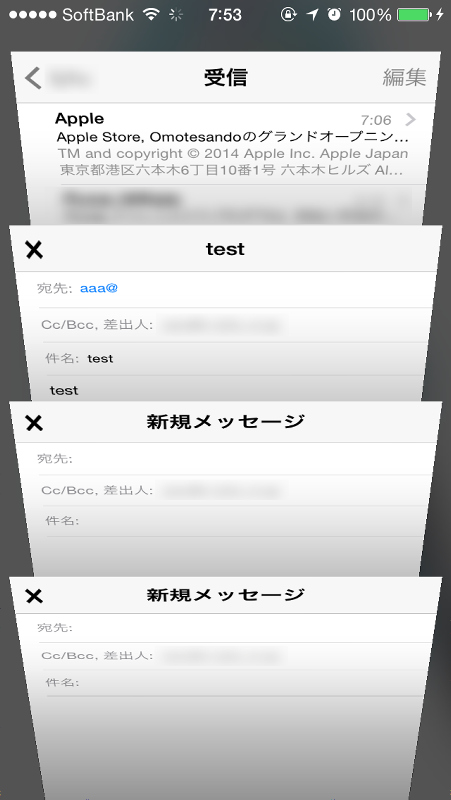 SoftBank 7:53 100%
受信 編集
Apple 7:06
Apple Store, Omotesandoのグランドオープニン...
TM and copyright © 2014 Apple Inc. Apple Japan
東京都港区六本木6丁目10番1号 六本木ヒルズ Al...
test
宛先: aaa@
Cc/Bcc, 差出人:
件名: test
test
新規メッセージ
宛先:
Cc/Bcc, 差出人:
件名:
新規メッセージ
宛先:
Cc/Bcc, 差出人:
件名: